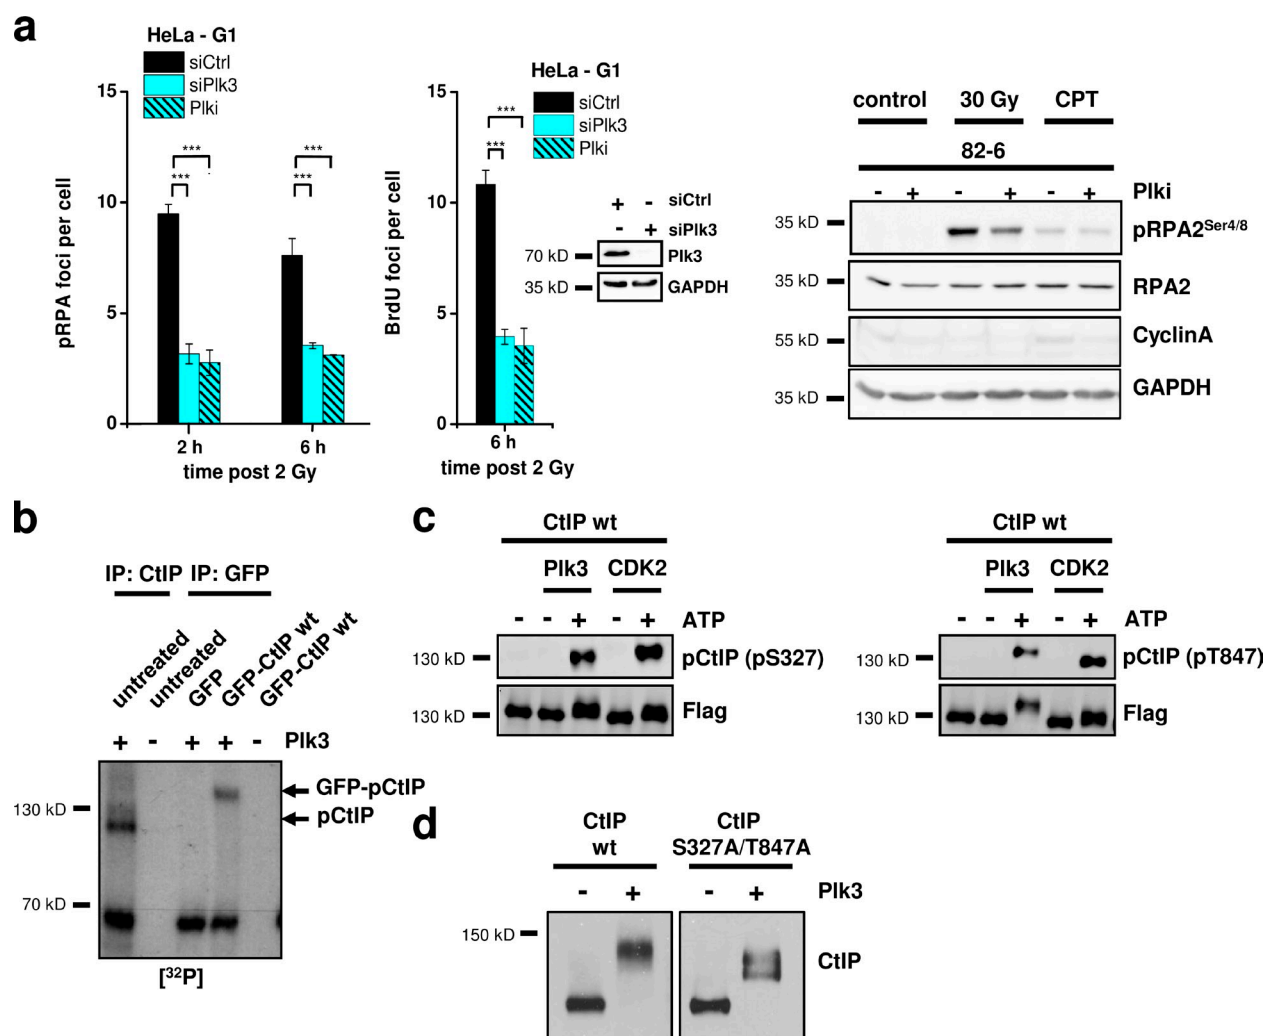 a
HeLa - G1
siCtrl
siPlk3
Plki
15
10
5
0
pRPA foci per cell
***
***
***
***
2 h
6 h
time post 2 Gy
HeLa - G1
siCtrl
siPlk3
Plki
15
10
5
0
BrdU foci per cell
***
***
6 h
time post 2 Gy
+ - siCtrl
- + siPlk3
70 kD Plk3
35 kD GAPDH
control 30 Gy CPT
82-6
- + - + - + Plki
35 kD pRPA2Ser4/8
35 kD RPA2
55 kD CyclinA
35 kD GAPDH
b
IP: CtIP IP: GFP
untreated
untreated
GFP
GFP-CtIP wt
GFP-CtIP wt
+ - + + - Plk3
GFP-pCtIP
130 kD
pCtIP
70 kD
[32P]
c
CtIP wt
Plk3 CDK2
- - + - + ATP
130 kD pCtIP (pS327)
130 kD Flag
CtIP wt
Plk3 CDK2
- - + - + ATP
130 kD pCtIP (pT847)
130 kD Flag
d
CtIP
wt
CtIP
S327A/T847A
- + - + Plk3
150 kD
CtIP